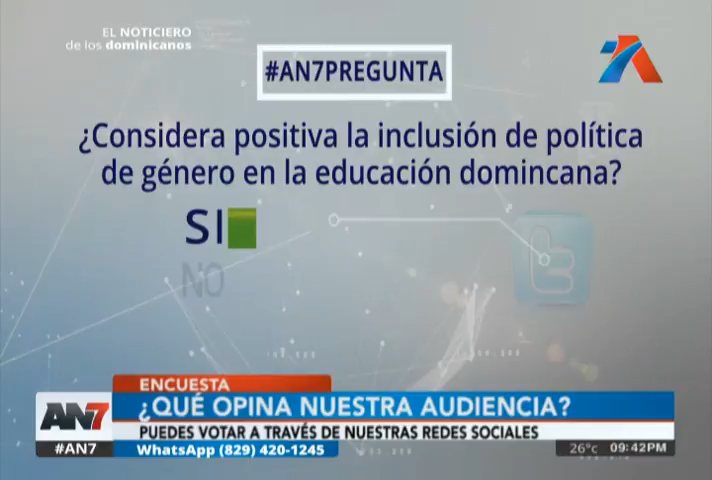 EL NOTICIERO
de los dominicanos
#AN7PREGUNTA
¿Considera positiva la inclusión de política
de género en la educación domincana?
SI
NO
ENCUESTA
¿QUÉ OPINA NUESTRA AUDIENCIA?
PUEDES VOTAR A TRAVÉS DE NUESTRAS REDES SOCIALES
AN7
#AN7
WhatsApp (829) 420-1245
26°c 09:42PM